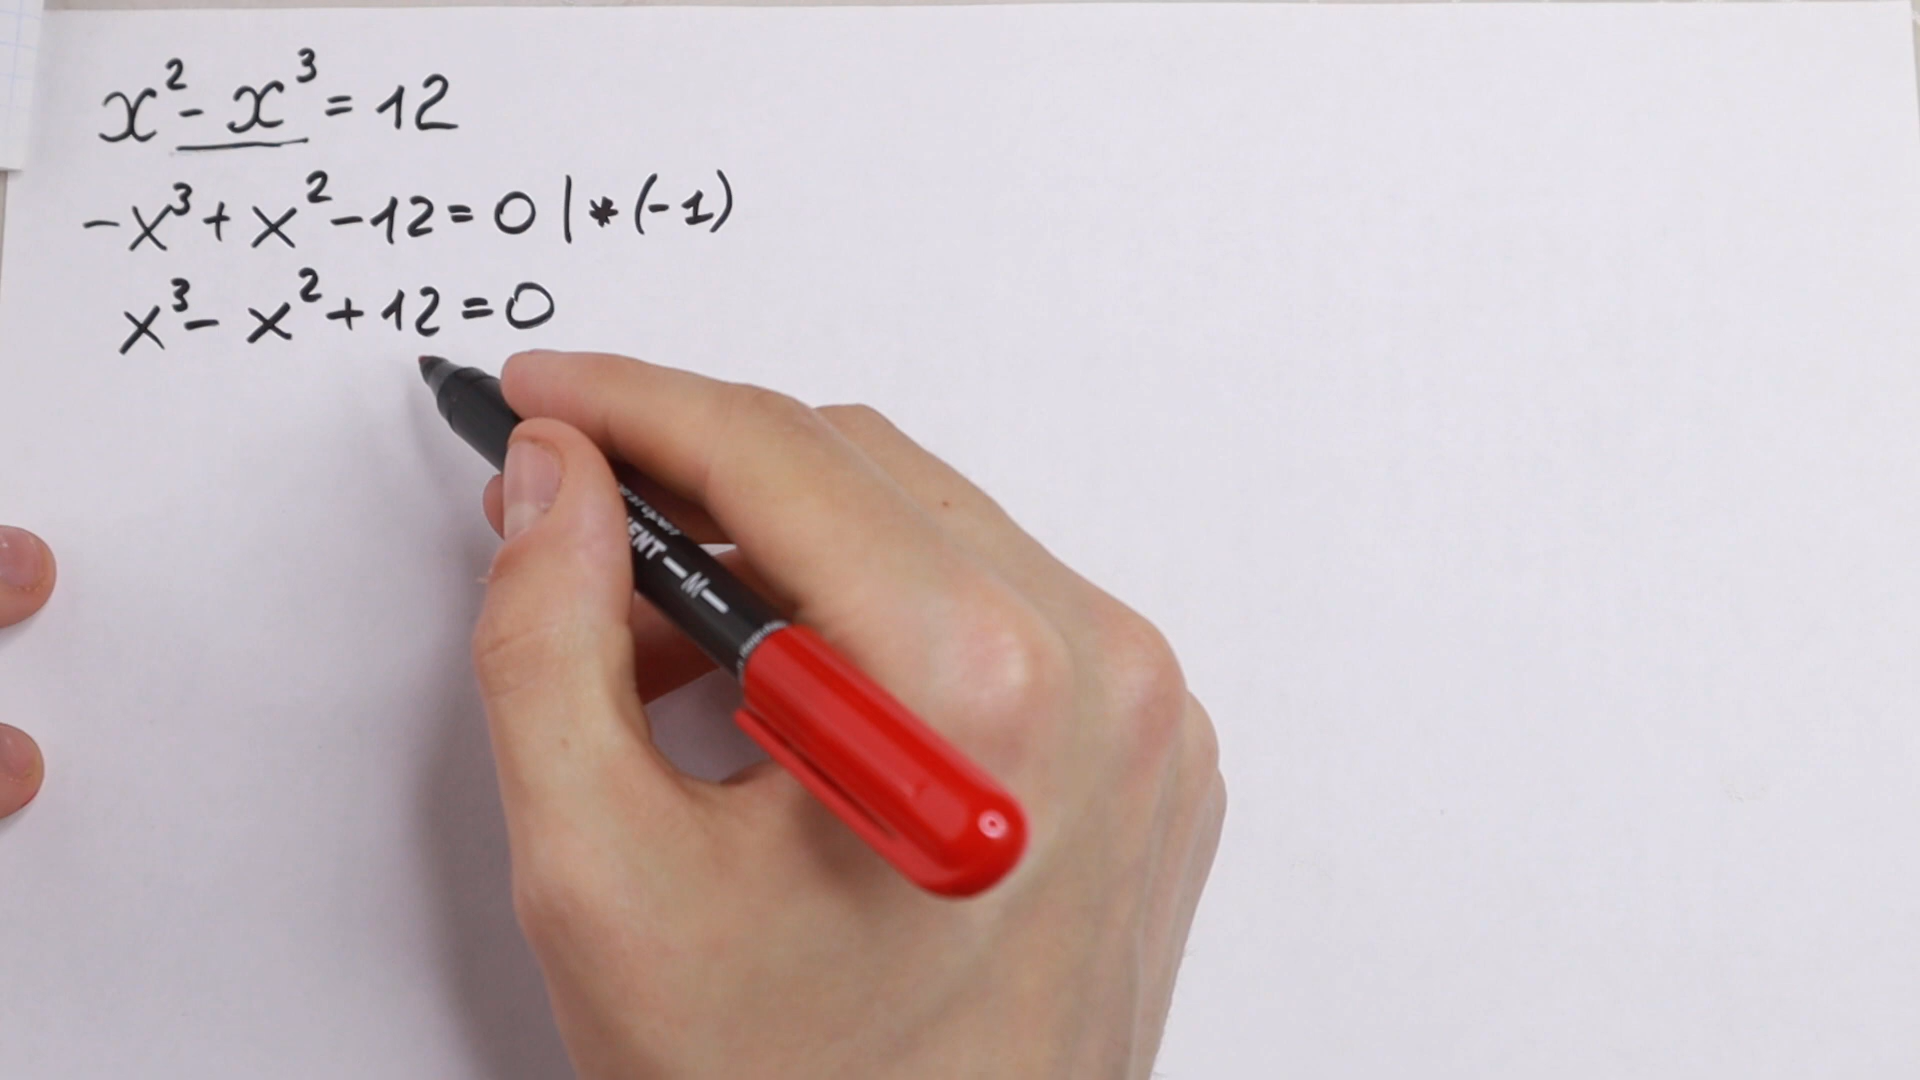 x² - x³ = 12
-x³ + x² - 12 = 0 | * (-1)
x³ - x² + 12 = 0
M